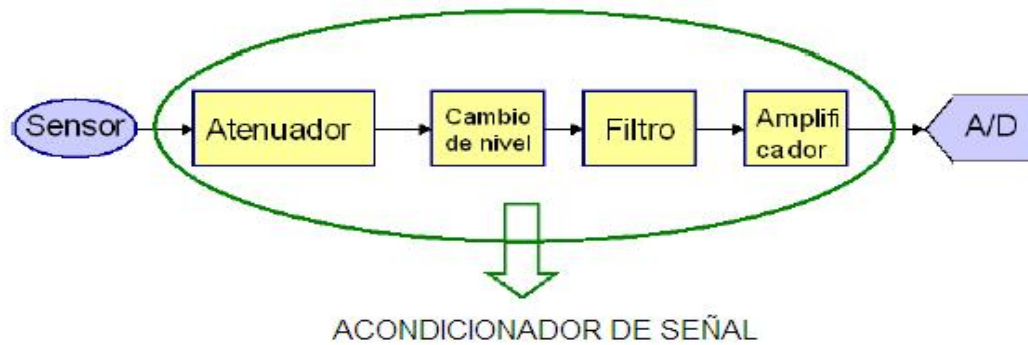 Sensor
Atenuador
Cambio
de nivel
Filtro
Amplifi
cador
A/D
ACONDICIONADOR DE SEÑAL